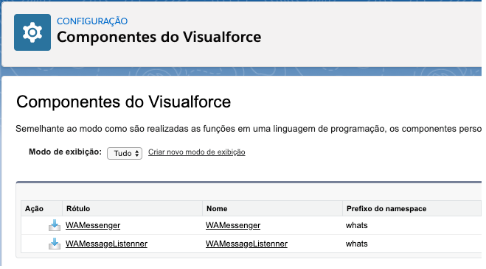 CONFIGURAÇÃO
Componentes do Visualforce
Componentes do Visualforce
Semelhante ao modo como são realizadas as funções em uma linguagem de programação, os componentes perso
Modo de exibição: Tudo Criar novo modo de exibição
Ação Rótulo Nome Prefixo do namespace
WAMessenger WAMessenger whats
WAMessageListenner WAMessageListenner whats